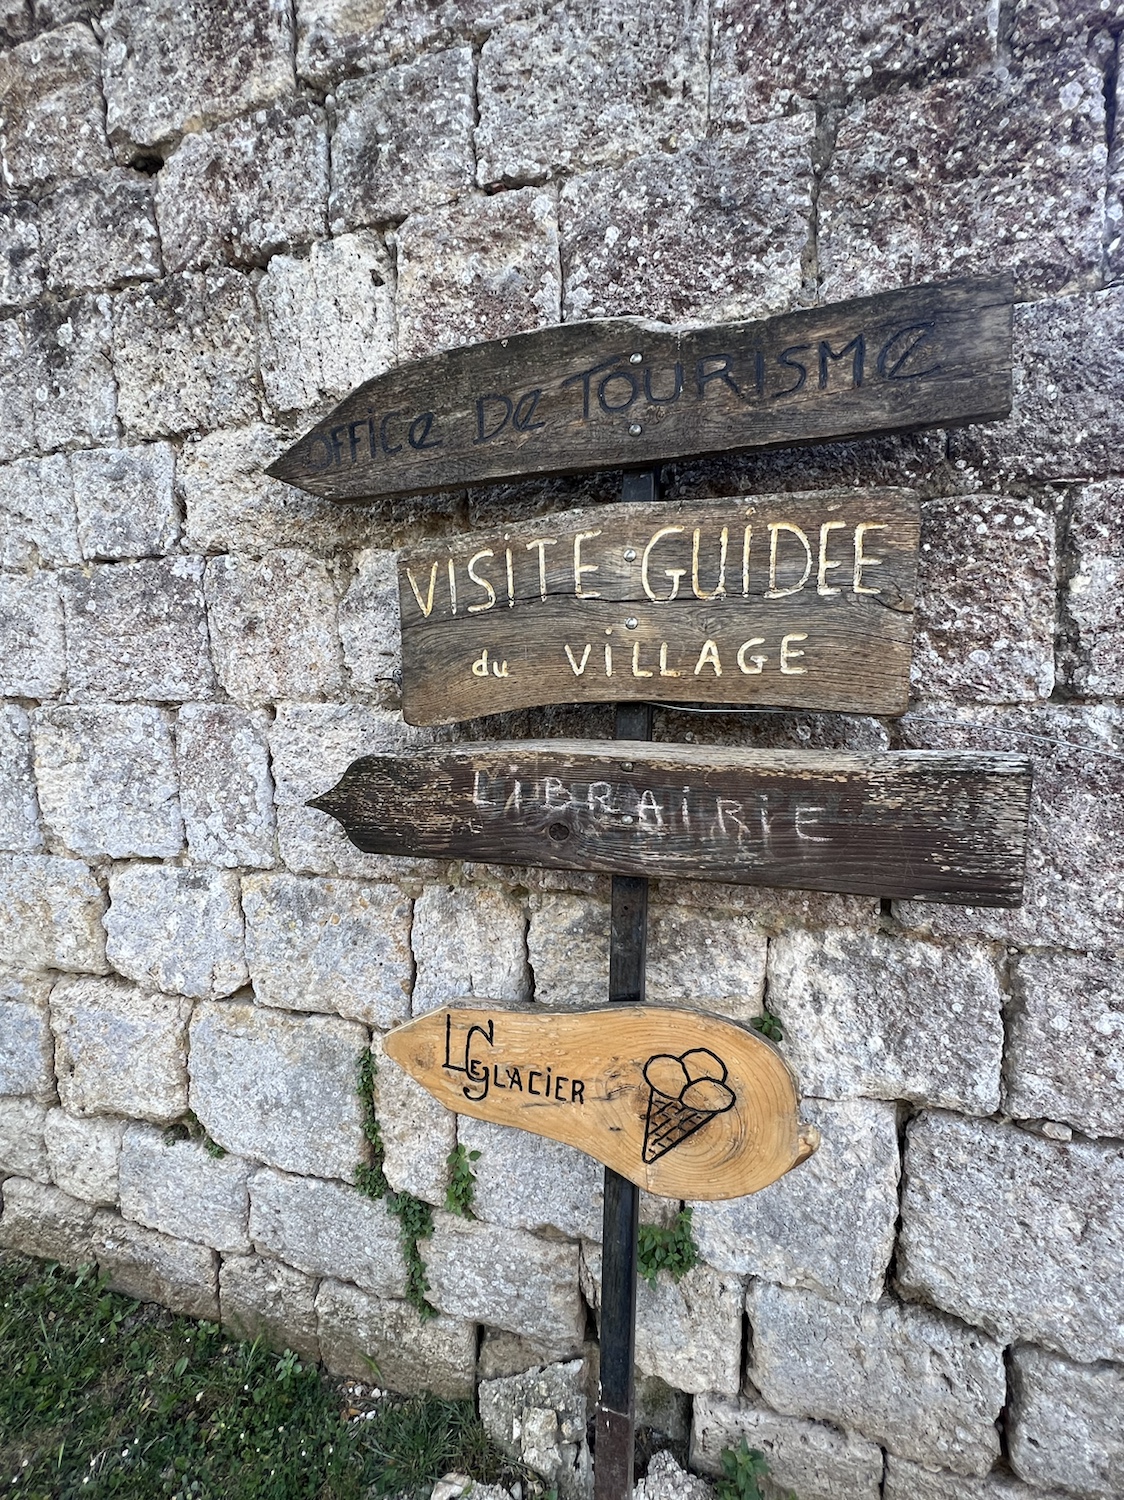 OFFICE DE TOURISME
VISITE GUIDEE
du VILLAGE
LIBRAIRIE
LE GLACIER